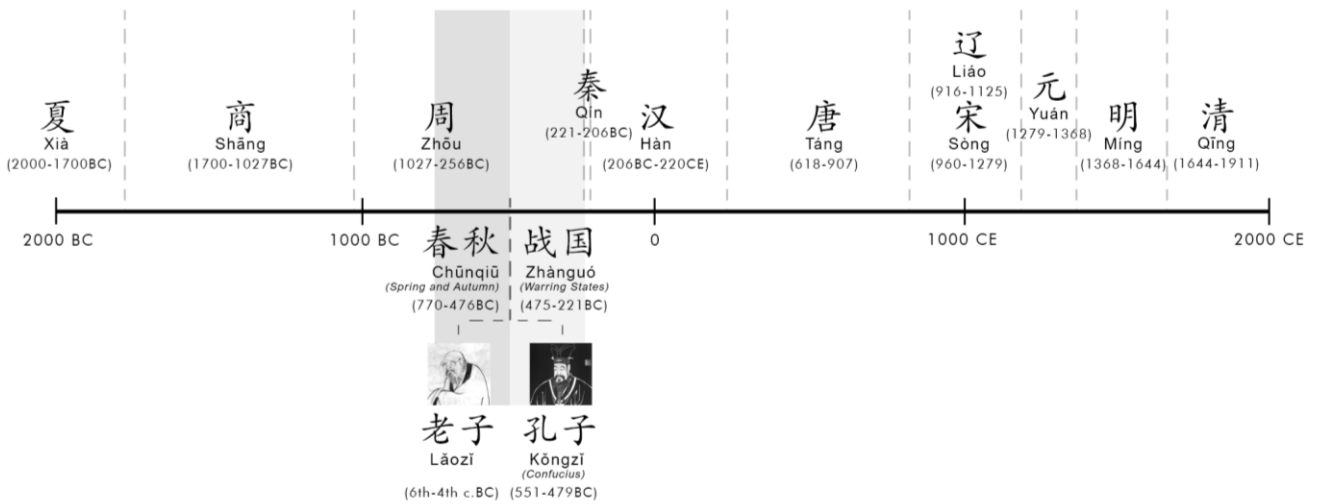 夏
Xià
(2000-1700BC)
商
Shāng
(1700-1027BC)
周
Zhōu
(1027-256BC)
秦
Qín
(221-206BC)
汉
Hàn
(206BC-220CE)
唐
Táng
(618-907)
辽
Liáo
(916-1125)
宋
Sòng
(960-1279)
元
Yuán
(1279-1368)
明
Míng
(1368-1644)
清
Qīng
(1644-1911)
2000 BC
1000 BC
0
1000 CE
2000 CE
春秋
Chūnqiū
(Spring and Autumn)
(770-476BC)
战国
Zhànguó
(Warring States)
(475-221BC)
老子
Lǎozǐ
(6th-4th c.BC)
孔子
Kǒngzǐ
(Confucius)
(551-479BC)